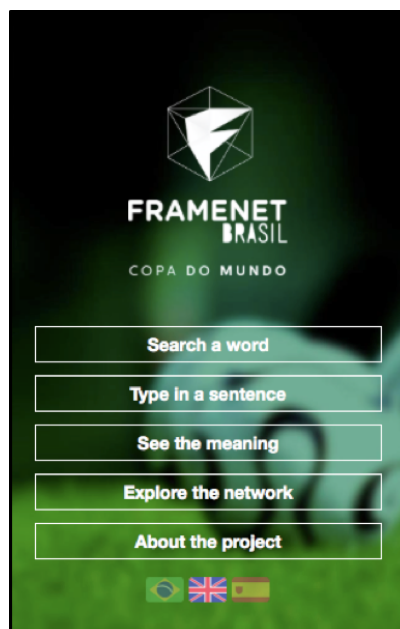 FRAMENET
BRASIL
COPA DO MUNDO
Search a word
Type in a sentence
See the meaning
Explore the network
About the project